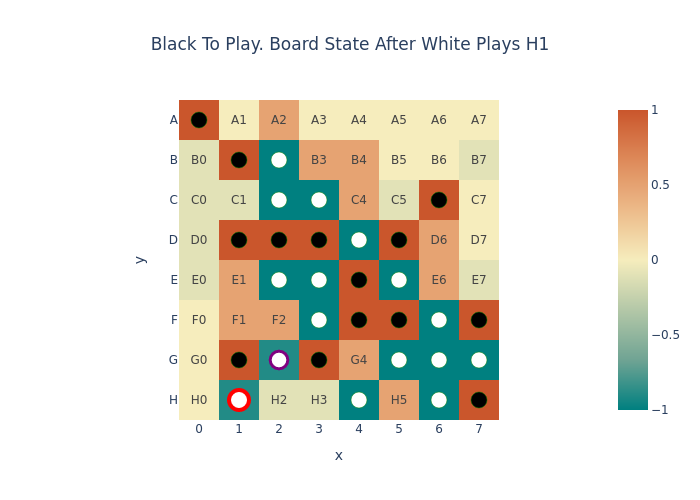 Black To Play. Board State After White Plays H1
A A1 A2 A3 A4 A5 A6 A7 1
B B0 B3 B4 B5 B6 B7
C C0 C1 C4 C5 C7 0.5
D D0 D6 D7
y 0
E E0 E1 E6 E7
F F0 F1 F2 −0.5
G G0 G4
H H0 H2 H3 H5 −1
0 1 2 3 4 5 6 7
x